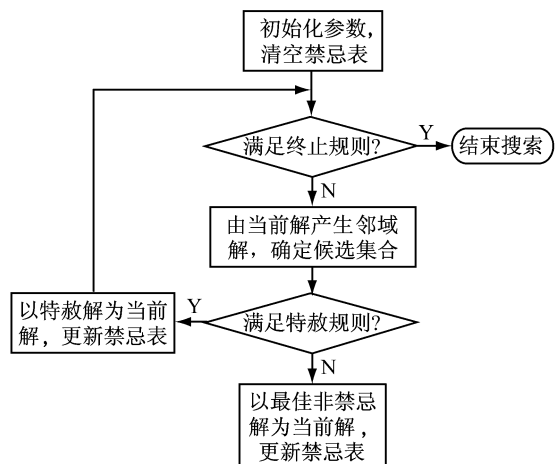 初始化参数,
清空禁忌表
满足终止规则?
Y
结束搜索
N
由当前解产生邻域
解，确定候选集合
以特赦解为当前
解，更新禁忌表
Y
满足特赦规则?
N
以最佳非禁忌
解为当前解，
更新禁忌表